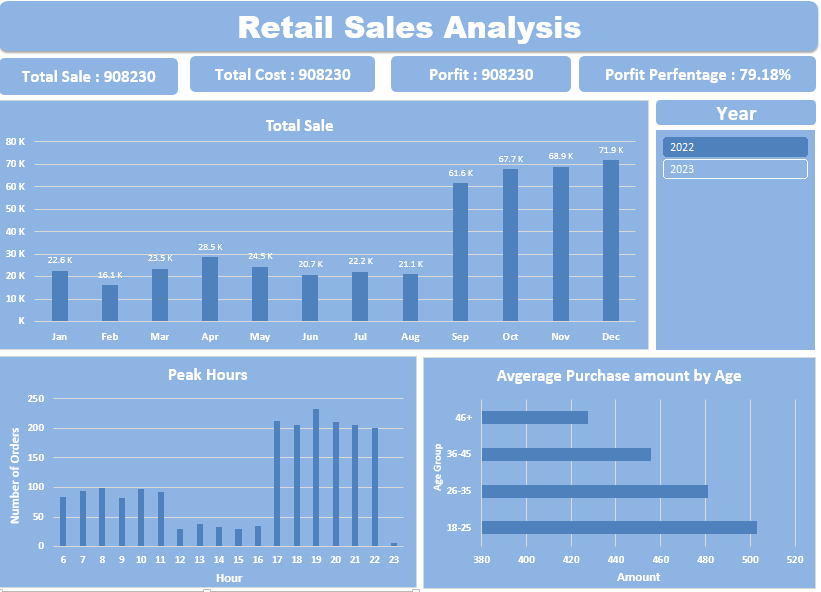 Retail Sales Analysis
Total Sale : 908230
Total Cost : 908230
Porfit : 908230
Porfit Perfentage : 79.18%
Total Sale
80 K
70 K
60 K
50 K
40 K
30 K
20 K
10 K
K
22.6 K
16.1 K
23.5 K
28.5 K
24.5 K
20.7 K
22.2 K
21.1 K
61.6 K
67.7 K
68.9 K
71.9 K
Jan Feb Mar Apr May Jun Jul Aug Sep Oct Nov Dec
Year
2022
2023
Peak Hours
Number of Orders
250
200
150
100
50
0
6 7 8 9 10 11 12 13 14 15 16 17 18 19 20 21 22 23
Hour
Avgerage Purchase amount by Age
Age Group
46+
36-45
26-35
18-25
380 400 420 440 460 480 500 520
Amount